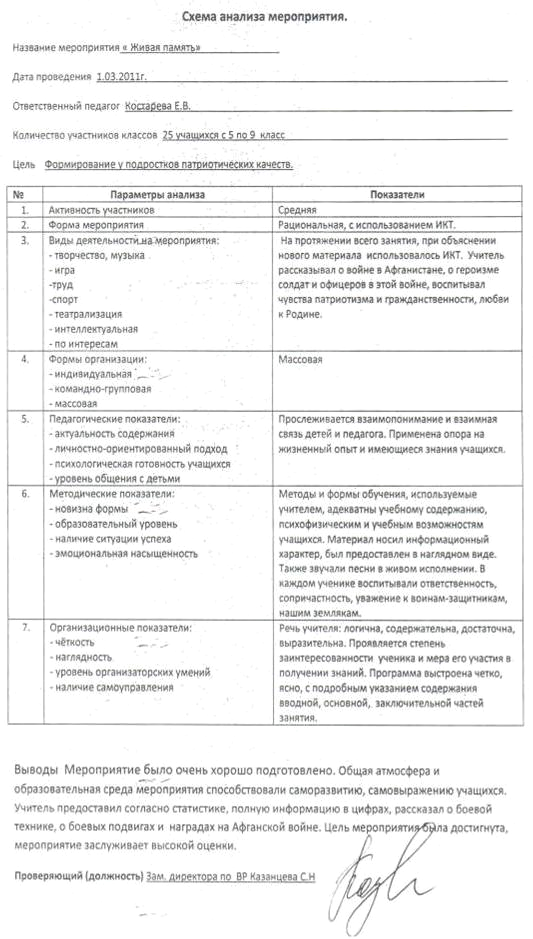 Схема анализа мероприятия.
Название мероприятия « Живая память»
Дата проведения 1.03.2011г.
Ответственный педагог Костарева Е.В.
Количество участников классов 25 учащихся с 5 по 9 класс
Цель Формирование у подростков патриотических качеств.
№ Параметры анализа Показатели
1. Активность участников Средняя
2. Форма мероприятия Рациональная, с использованием ИКТ.
3. Виды деятельности на мероприятия: На протяжении всего занятия, при объяснении
- творчество, музыка нового материала использовалось ИКТ. Учитель
- игра рассказывал о войне в Афганистане, о героизме
-труд солдат и офицеров в этой войне, воспитывал
-спорт чувства патриотизма и гражданственности, любви
- театрализация к Родине.
- интеллектуальная
- по интересам
4. Формы организации: Массовая
- индивидуальная
- командно-групповая
- массовая
5. Педагогические показатели: Прослеживается взаимопонимание и взаимная
- актуальность содержания связь детей и педагога. Применена опора на
- личностно-ориентированный подход жизненный опыт и имеющиеся знания учащихся.
- психологическая готовность учащихся
- уровень общения с детьми
6. Методические показатели: Методы и формы обучения, используемые
- новизна формы учителем, адекватны учебному содержанию,
- образовательный уровень психофизическим и учебным возможностям
- наличие ситуации успеха учащихся. Материал носил информационный
- эмоциональная насыщенность характер, был предоставлен в наглядном виде.
Также звучали песни в живом исполнении. В
каждом ученике воспитывали ответственность,
сопричастность, уважение к воинам-защитникам,
нашим землякам.
7. Организационные показатели: Речь учителя: логична, содержательна, достаточна,
- чёткость выразительна. Проявляется степень
- наглядность заинтересованности ученика и мера его участия в
- уровень организаторских умений получении знаний. Программа выстроена четко,
- наличие самоуправления ясно, с подробным указанием содержания
вводной, основной, заключительной частей
занятия.
Выводы Мероприятие было очень хорошо подготовлено. Общая атмосфера и
образовательная среда мероприятия способствовали саморазвитию, самовыражению учащихся.
Учитель предоставил согласно статистике, полную информацию в цифрах, рассказал о боевой
технике, о боевых подвигах и наградах на Афганской войне. Цель мероприятия была достигнута,
мероприятие заслуживает высокой оценки.
Проверяющий (должность) Зам. директора по ВР Казанцева С.Н